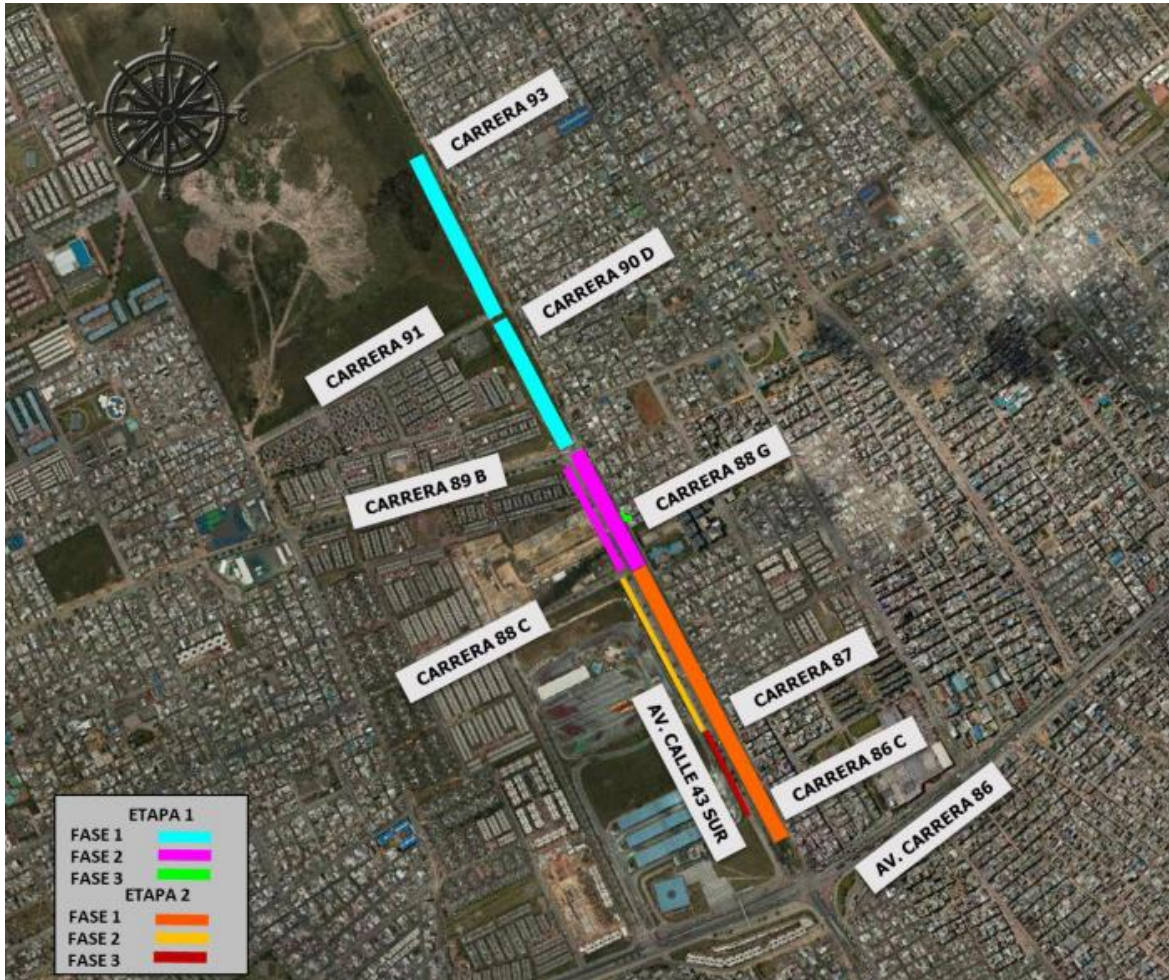 CARRERA 93
CARRERA 90 D
CARRERA 91
CARRERA 88 G
CARRERA 89 B
CARRERA 88 C
CARRERA 87
AV. CALLE 43 SUR
CARRERA 86 C
AV. CARRERA 86
ETAPA 1
FASE 1
FASE 2
FASE 3
ETAPA 2
FASE 1
FASE 2
FASE 3